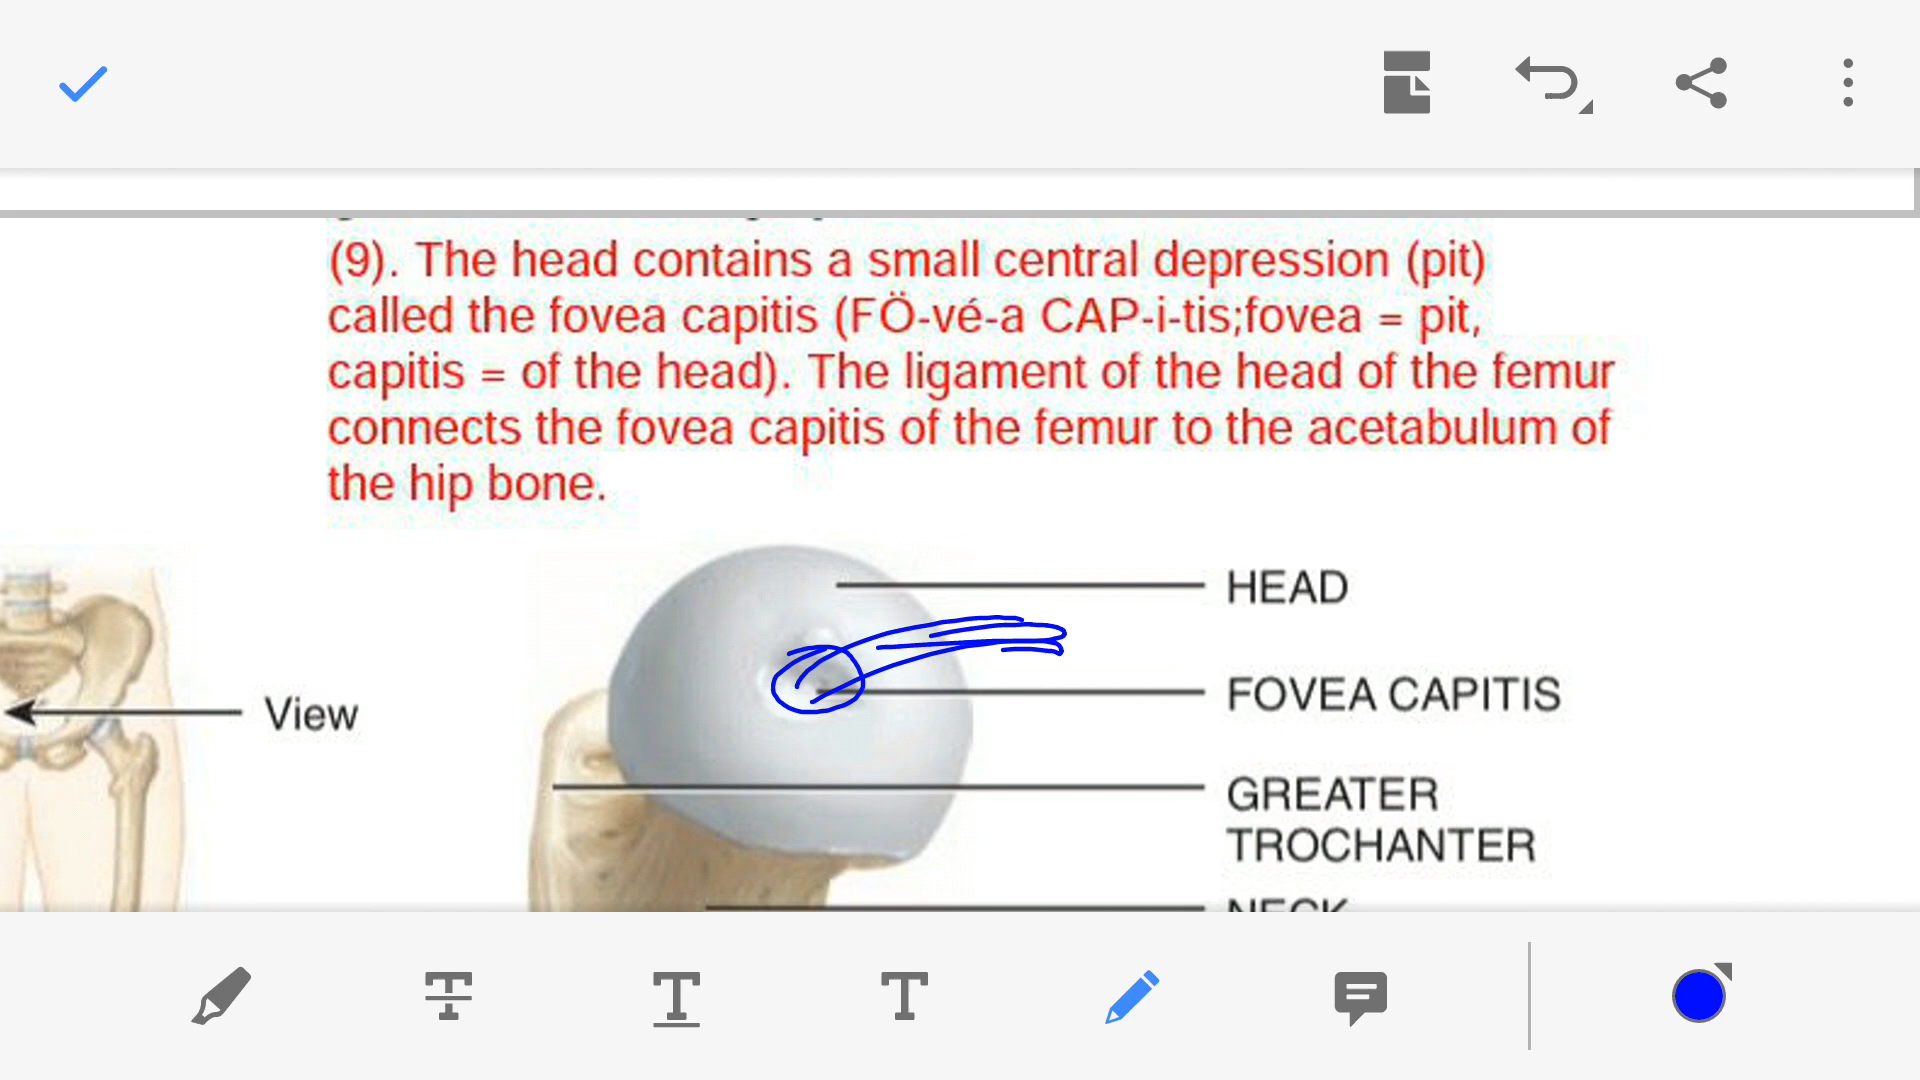 (9). The head contains a small central depression (pit)
called the fovea capitis (FÖ-vé-a CAP-i-tis;fovea = pit,
capitis = of the head). The ligament of the head of the femur
connects the fovea capitis of the femur to the acetabulum of
the hip bone.
HEAD
View
FOVEA CAPITIS
GREATER
TROCHANTER
NECK